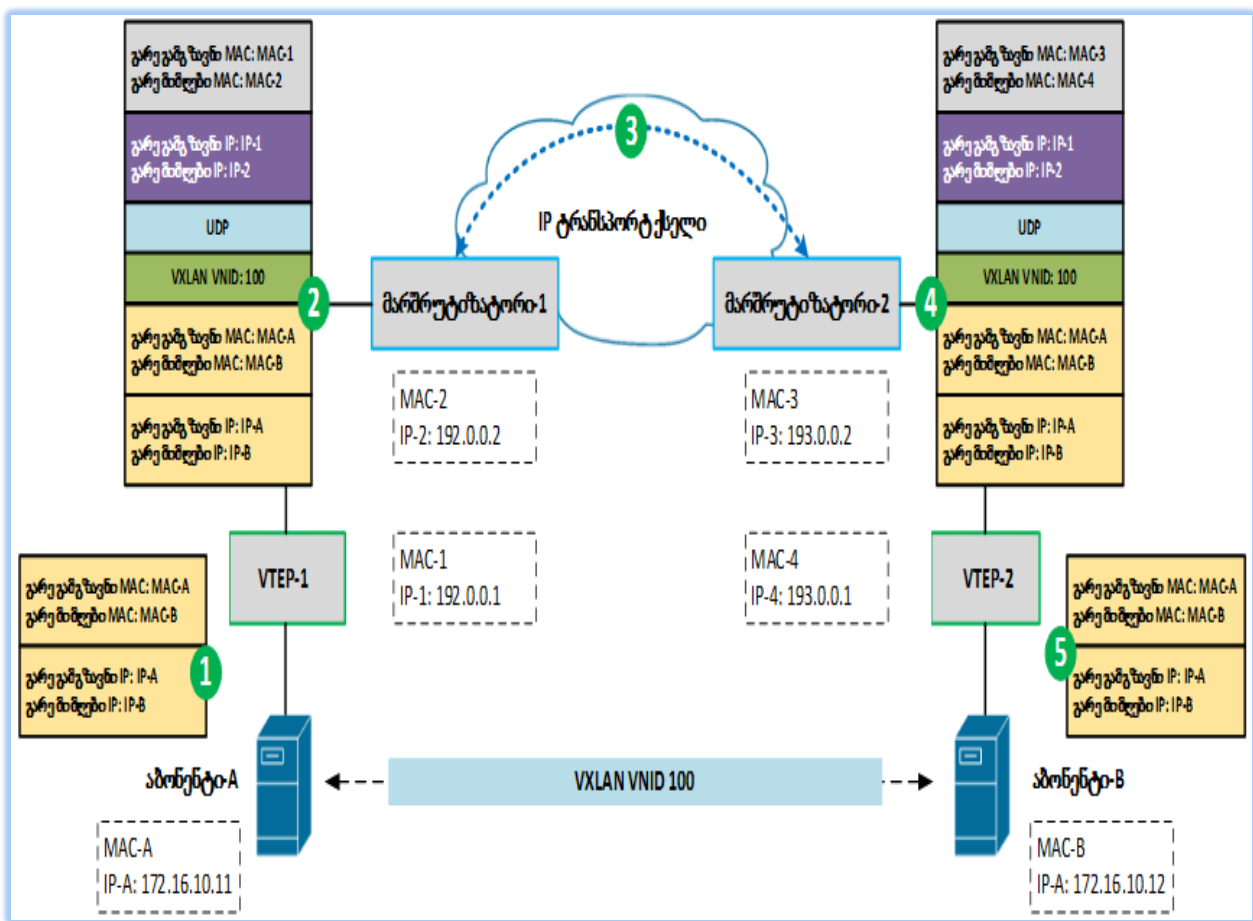 გარე გამგზავნი MAC: MAC-1
გარე მიმღები MAC: MAC-2
გარე გამგზავნი IP: IP-1
გარე მიმღები IP: IP-2
UDP
VXLAN VNID: 100
გარე გამგზავნი MAC: MAC-A
გარე მიმღები MAC: MAC-B
გარე გამგზავნი IP: IP-A
გარე მიმღები IP: IP-B
2
3
IP ტრანსპორტ ქსელი
მარშრუტიზატორი-1
მარშრუტიზატორი-2
4
გარე გამგზავნი MAC: MAC-3
გარე მიმღები MAC: MAC-4
გარე გამგზავნი IP: IP-1
გარე მიმღები IP: IP-2
UDP
VXLAN VNID: 100
გარე გამგზავნი MAC: MAC-A
გარე მიმღები MAC: MAC-B
გარე გამგზავნი IP: IP-A
გარე მიმღები IP: IP-B
MAC-2
IP-2: 192.0.0.2
MAC-3
IP-3: 193.0.0.2
VTEP-1
MAC-1
IP-1: 192.0.0.1
MAC-4
IP-4: 193.0.0.1
VTEP-2
გარე გამგზავნი MAC: MAC-A
გარე მიმღები MAC: MAC-B
გარე გამგზავნი IP: IP-A
გარე მიმღები IP: IP-B
1
5
გარე გამგზავნი MAC: MAC-A
გარე მიმღები MAC: MAC-B
გარე გამგზავნი IP: IP-A
გარე მიმღები IP: IP-B
აბონენტი-A
VXLAN VNID 100
აბონენტი-B
MAC-A
IP-A: 172.16.10.11
MAC-B
IP-A: 172.16.10.12